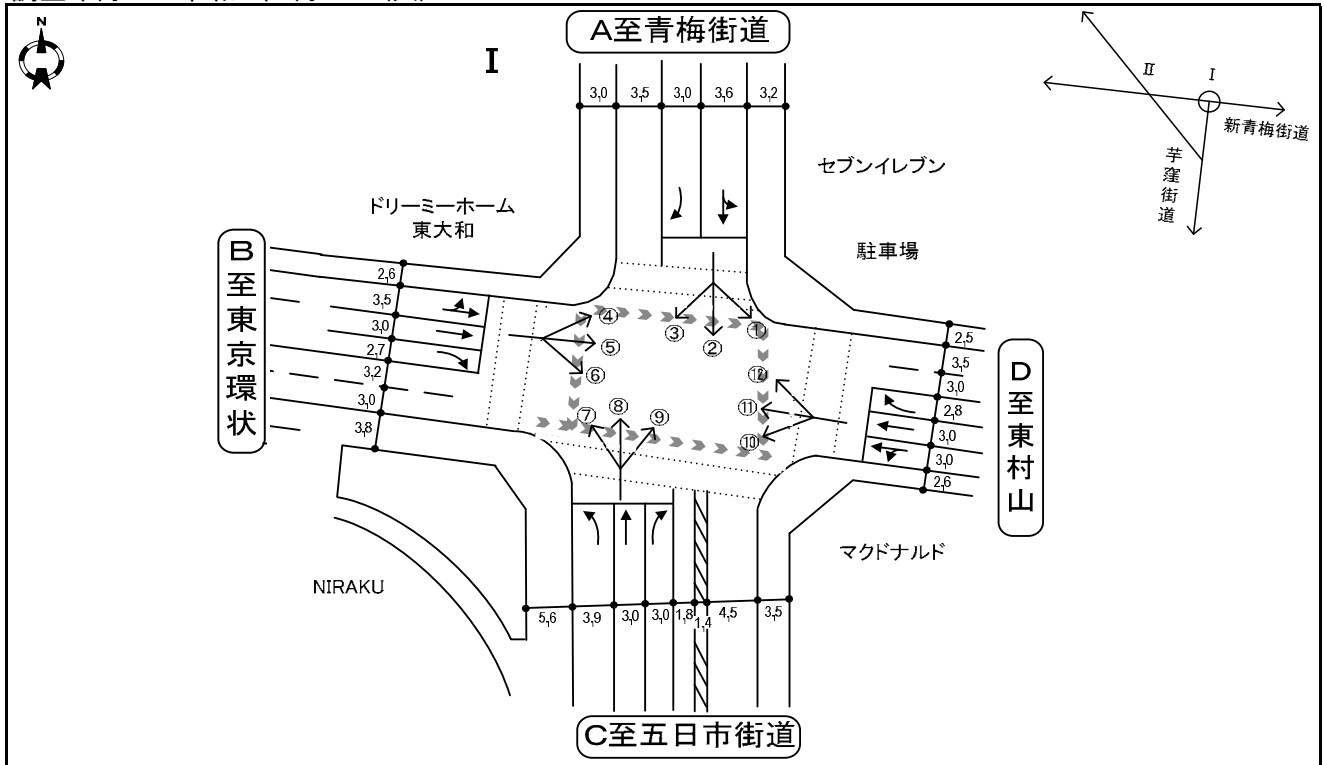 N
I
A至青梅街道
3,0
3,5
3,0
3,6
3,2
II
I
新青梅街道
芋窪街道
セブンイレブン
駐車場
ドリーミーホーム
東大和
B至東京環状
2,6
3,5
3,0
2,7
3,2
3,0
3,8
④
③
②
①
⑤
⑥
⑫
⑪
⑩
⑦
⑧
⑨
2,5
3,5
3,0
2,8
3,0
3,0
2,6
D至東村山
マクドナルド
NIRAKU
5,6
3,9
3,0
3,0
1,8
1,4
4,5
3,5
C至五日市街道